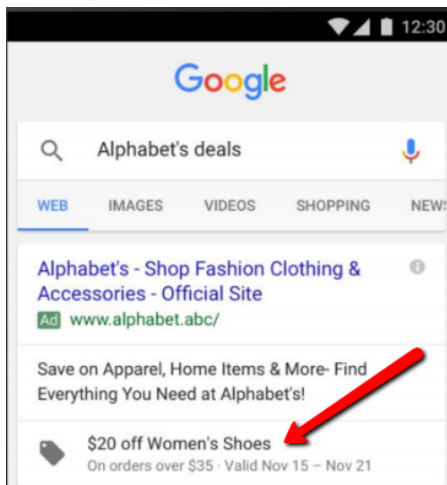 12:30
Google
Alphabet's deals
WEB IMAGES VIDEOS SHOPPING NEWS
Alphabet's - Shop Fashion Clothing &
Accessories - Official Site
Ad www.alphabet.abc/
Save on Apparel, Home Items & More- Find
Everything You Need at Alphabet's!
$20 off Women's Shoes
On orders over $35 · Valid Nov 15 – Nov 21